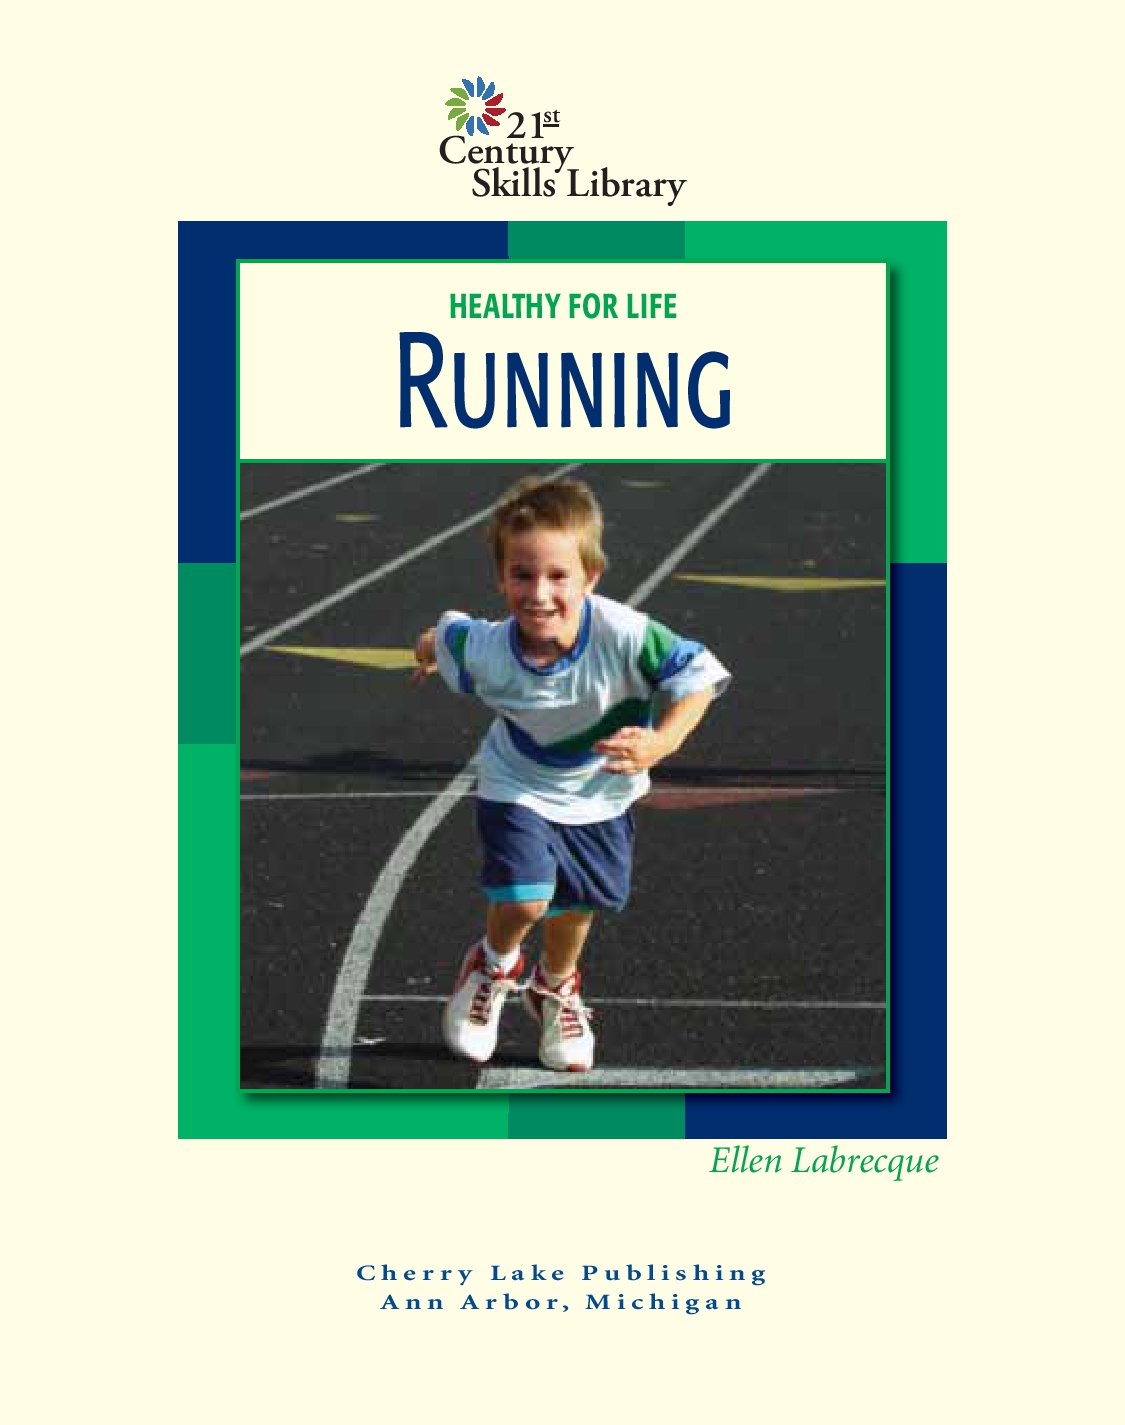 21st
Century
Skills Library
HEALTHY FOR LIFE
RUNNING
Ellen Labrecque
Cherry Lake Publishing
Ann Arbor, Michigan